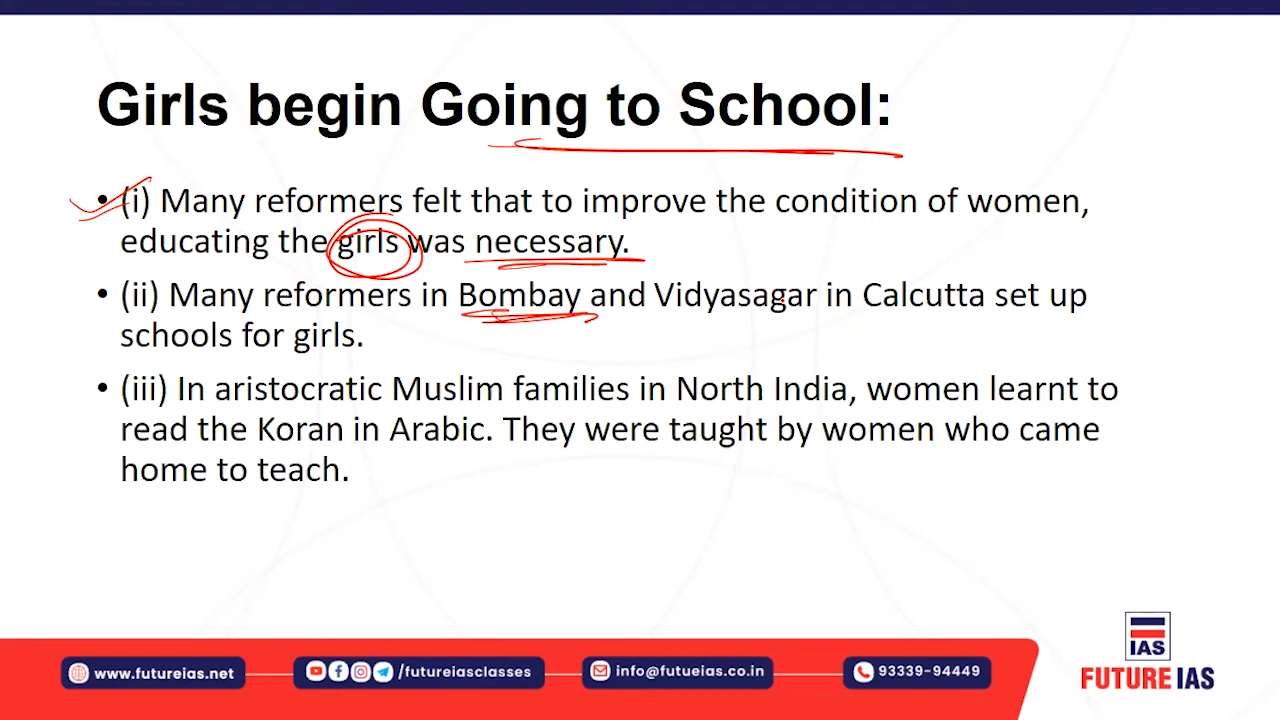 Girls begin Going to School:
• (i) Many reformers felt that to improve the condition of women,
educating the girls was necessary.
• (ii) Many reformers in Bombay and Vidyasagar in Calcutta set up
schools for girls.
• (iii) In aristocratic Muslim families in North India, women learnt to
read the Koran in Arabic. They were taught by women who came
home to teach.
www.futureias.net
/futureiasclasses
info@futueias.co.in
93339-94449
IAS
FUTURE IAS